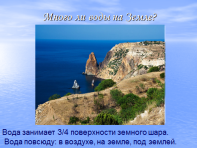 Много ли воды на Земле?
Вода занимает 3/4 поверхности земного шара.
Вода повсюду: в воздухе, на земле, под землей.